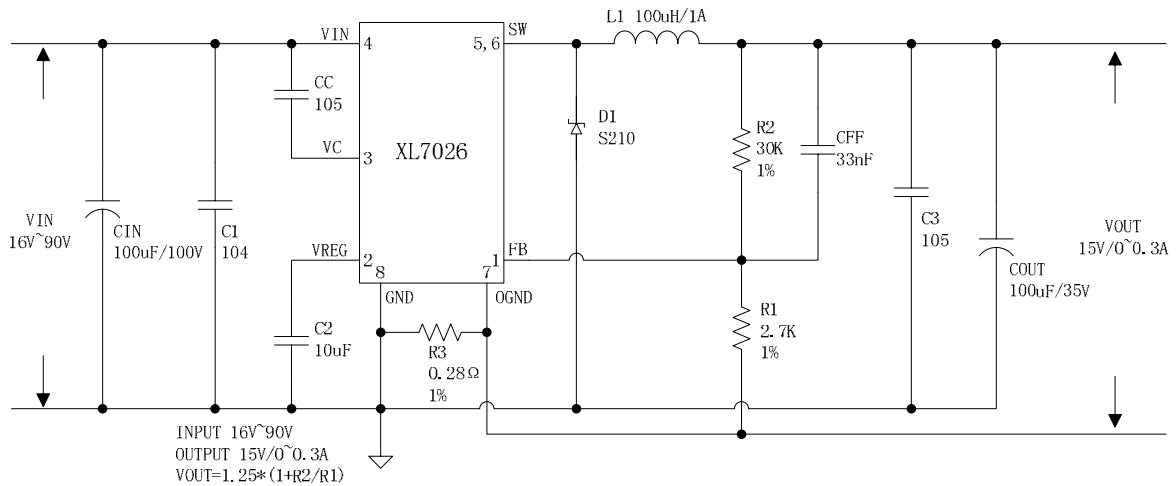 L1 100uH/1A
VIN
4
5,6
SW
CC
105
VC
3
XL7026
D1
S210
R2
30K
1%
CFF
33nF
VIN
16V~90V
CIN
100uF/100V
C1
104
C3
105
VOUT
15V/0~0.3A
COUT
100uF/35V
VREG
2
8
1
7
FB
GND
OGND
C2
10uF
R3
0.28Ω
1%
R1
2.7K
1%
INPUT 16V~90V
OUTPUT 15V/0~0.3A
VOUT=1.25*(1+R2/R1)